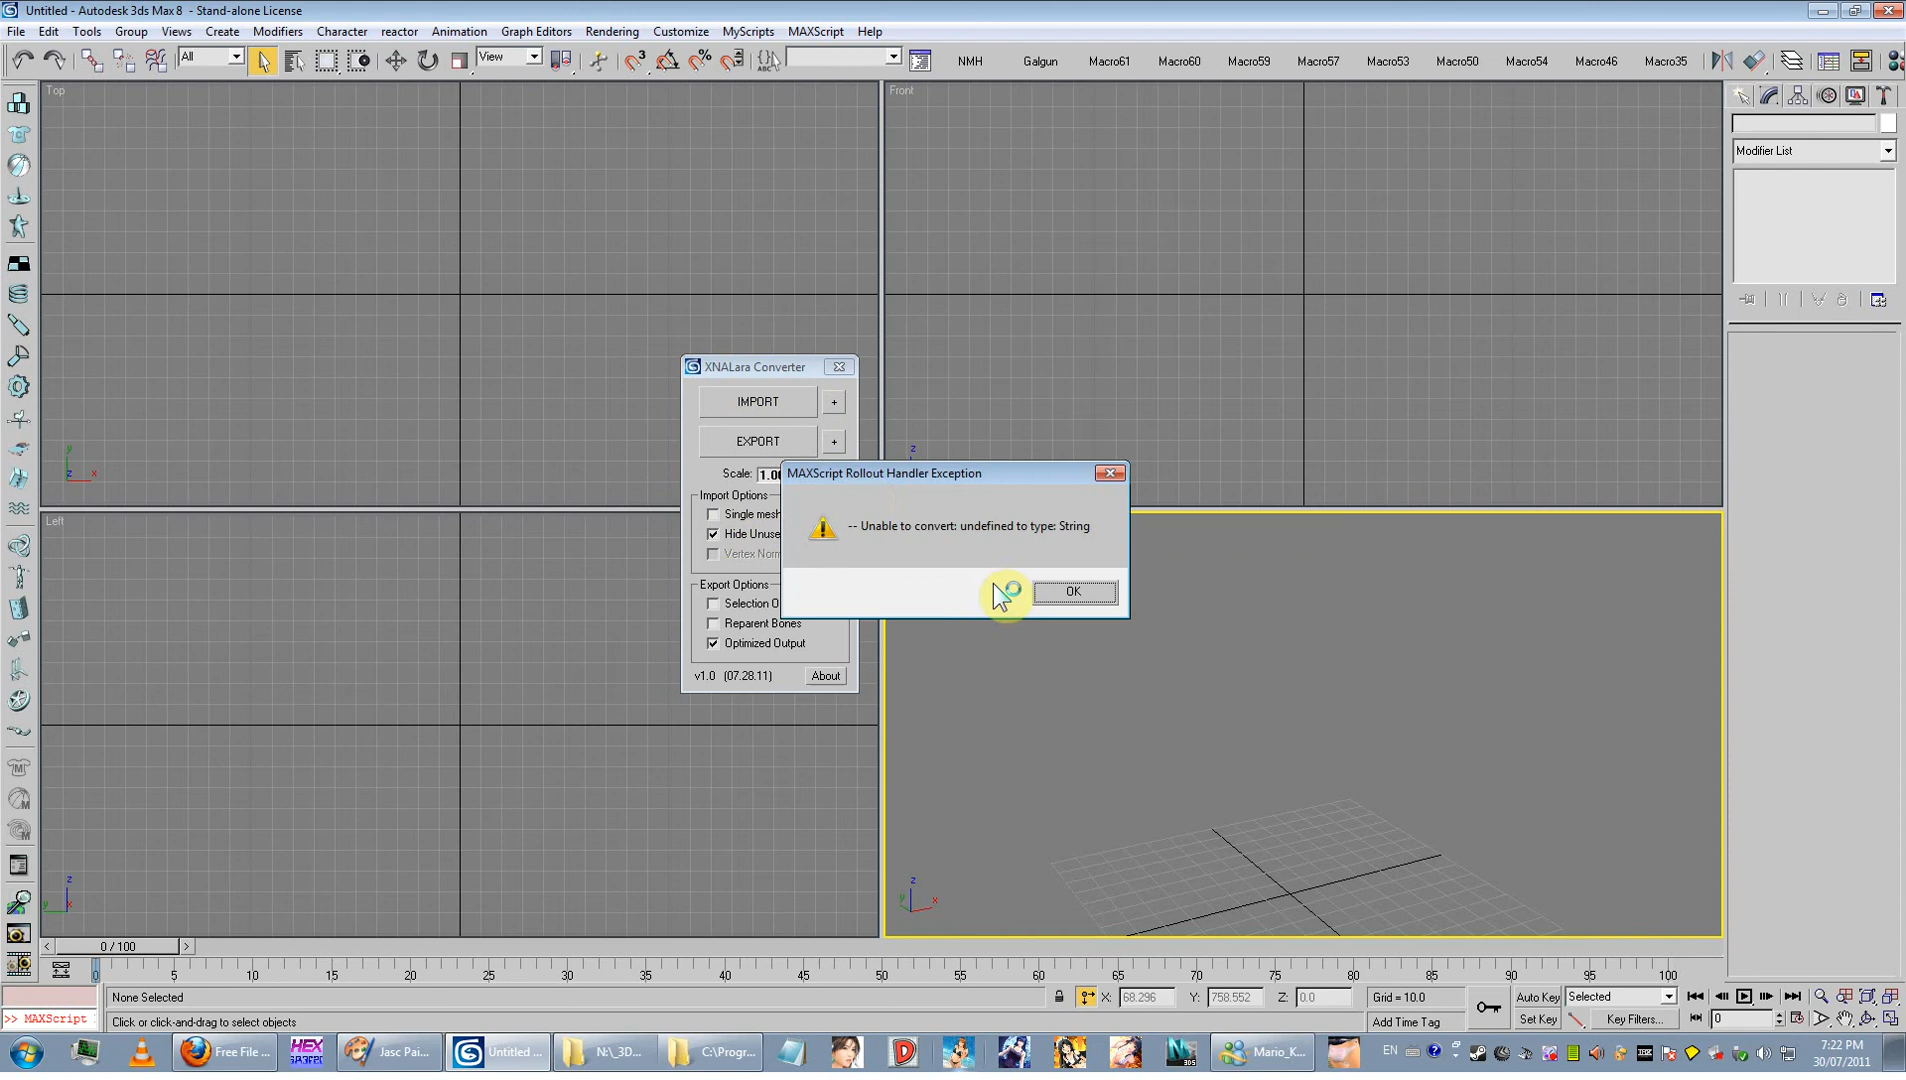 Untitled - Autodesk 3ds Max 8 - Stand-alone License
File Edit Tools Group Views Create Modifiers Character reactor Animation Graph Editors Rendering Customize MyScripts MAXScript Help
All View NMH Galgun Macro61 Macro60 Macro59 Macro57 Macro53 Macro50 Macro54 Macro46 Macro35
Top Front
Modifier List
XNALara Converter
IMPORT +
EXPORT +
Scale: 1.0
MAXScript Rollout Handler Exception
Import Options
Single mesh
-- Unable to convert: undefined to type: String
Hide Unuse
Vertex Norm
Left
Export Options
OK
Selection O
Reparent Bones
Optimized Output
v1.0 (07.28.11) About
y z x
z
z y x
z y x
0 / 100
0 5 10 15 20 25 30 35 40 45 50 55 60 65 70 75 80 85 90 95 100
None Selected X: 68.296 Y: 758.552 Z: 0.0 Grid = 10.0 Auto Key Selected
>> MAXScript Click or click-and-drag to select objects Add Time Tag Set Key Key Filters... 0
Free File ... HEX Jasc Pai... Untitled ... N:\_3D... C:\Progr... Mario_K... EN 7:22 PM
30/07/2011